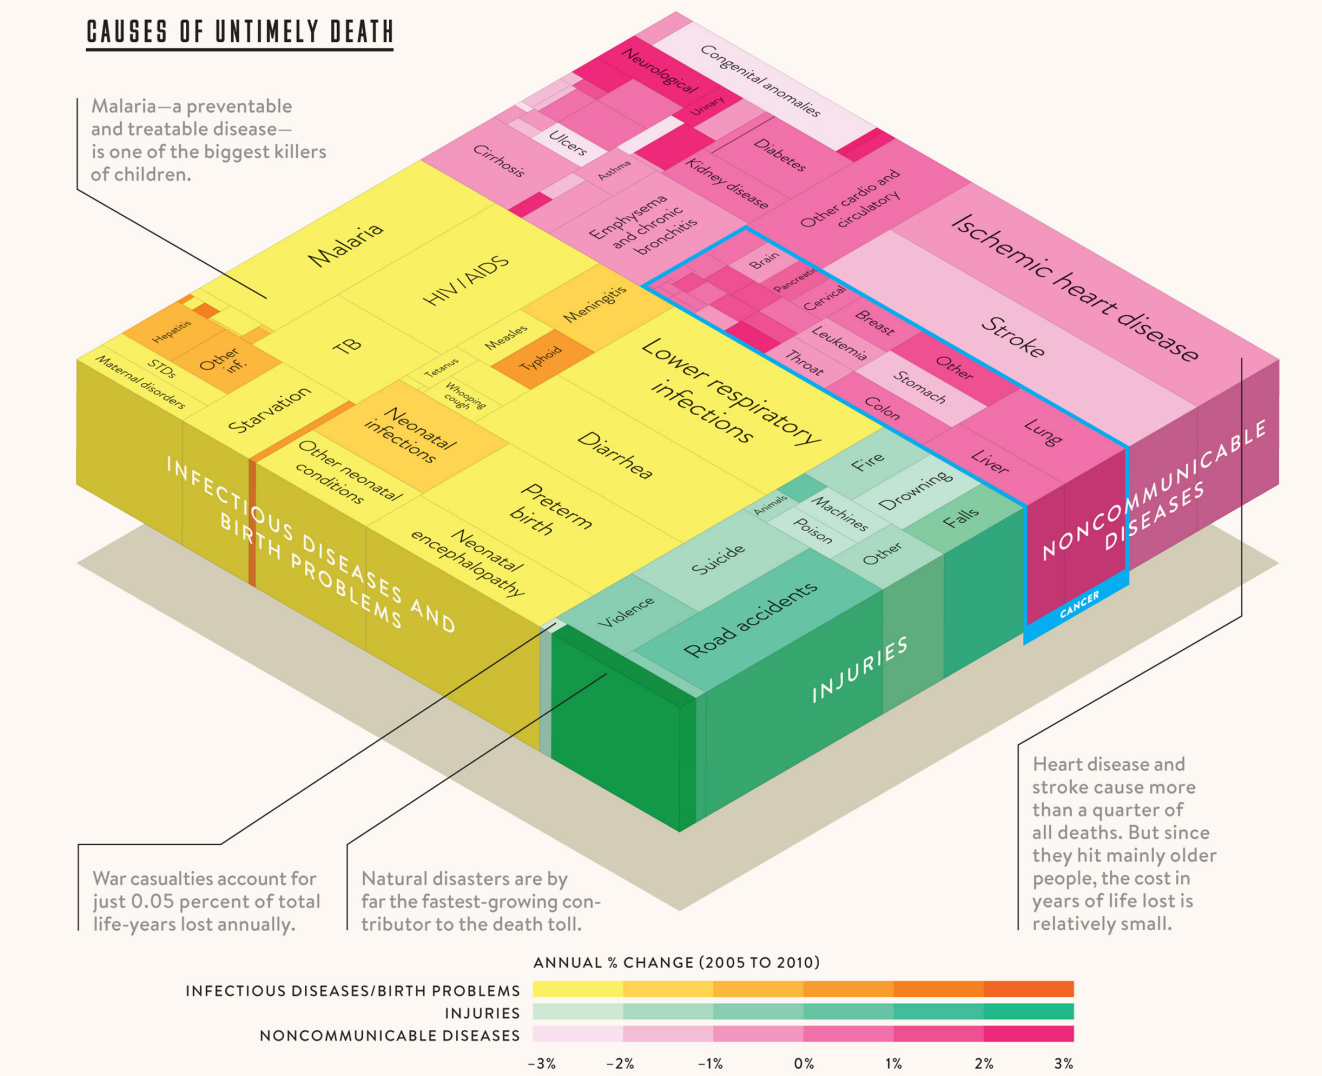 CAUSES OF UNTIMELY DEATH
Malaria—a preventable
and treatable disease—
is one of the biggest killers
of children.
Congenital anomalies
Neurological
Urinary
Ulcers
Cirrhosis
Asthma
Diabetes
Kidney disease
Other cardio and
circulatory
Emphysema
and chronic
bronchitis
Ischemic heart disease
Stroke
Brain
Pancreatic
Cervical
Breast
Leukemia
Other
Throat
Stomach
Colon
Lung
Liver
Malaria
HIV/AIDS
Meningitis
Measles
TB
Typhoid
Tetanus
Whooping
cough
Hepatitis
Other
inf.
STDs
Maternal disorders
Starvation
Lower respiratory
infections
Neonatal
infections
Diarrhea
Other neonatal
conditions
Preterm
birth
Neonatal
encephalopathy
Fire
Drowning
Animals
Machines
Poison
Falls
Other
Suicide
Violence
Road accidents
INFECTIOUS DISEASES AND
BIRTH PROBLEMS
INJURIES
NONCOMMUNICABLE
DISEASES
CANCER
War casualties account for
just 0.05 percent of total
life-years lost annually.
Natural disasters are by
far the fastest-growing con-
tributor to the death toll.
Heart disease and
stroke cause more
than a quarter of
all deaths. But since
they hit mainly older
people, the cost in
years of life lost is
relatively small.
ANNUAL % CHANGE (2005 TO 2010)
INFECTIOUS DISEASES/BIRTH PROBLEMS
INJURIES
NONCOMMUNICABLE DISEASES
–3% –2% –1% 0% 1% 2% 3%